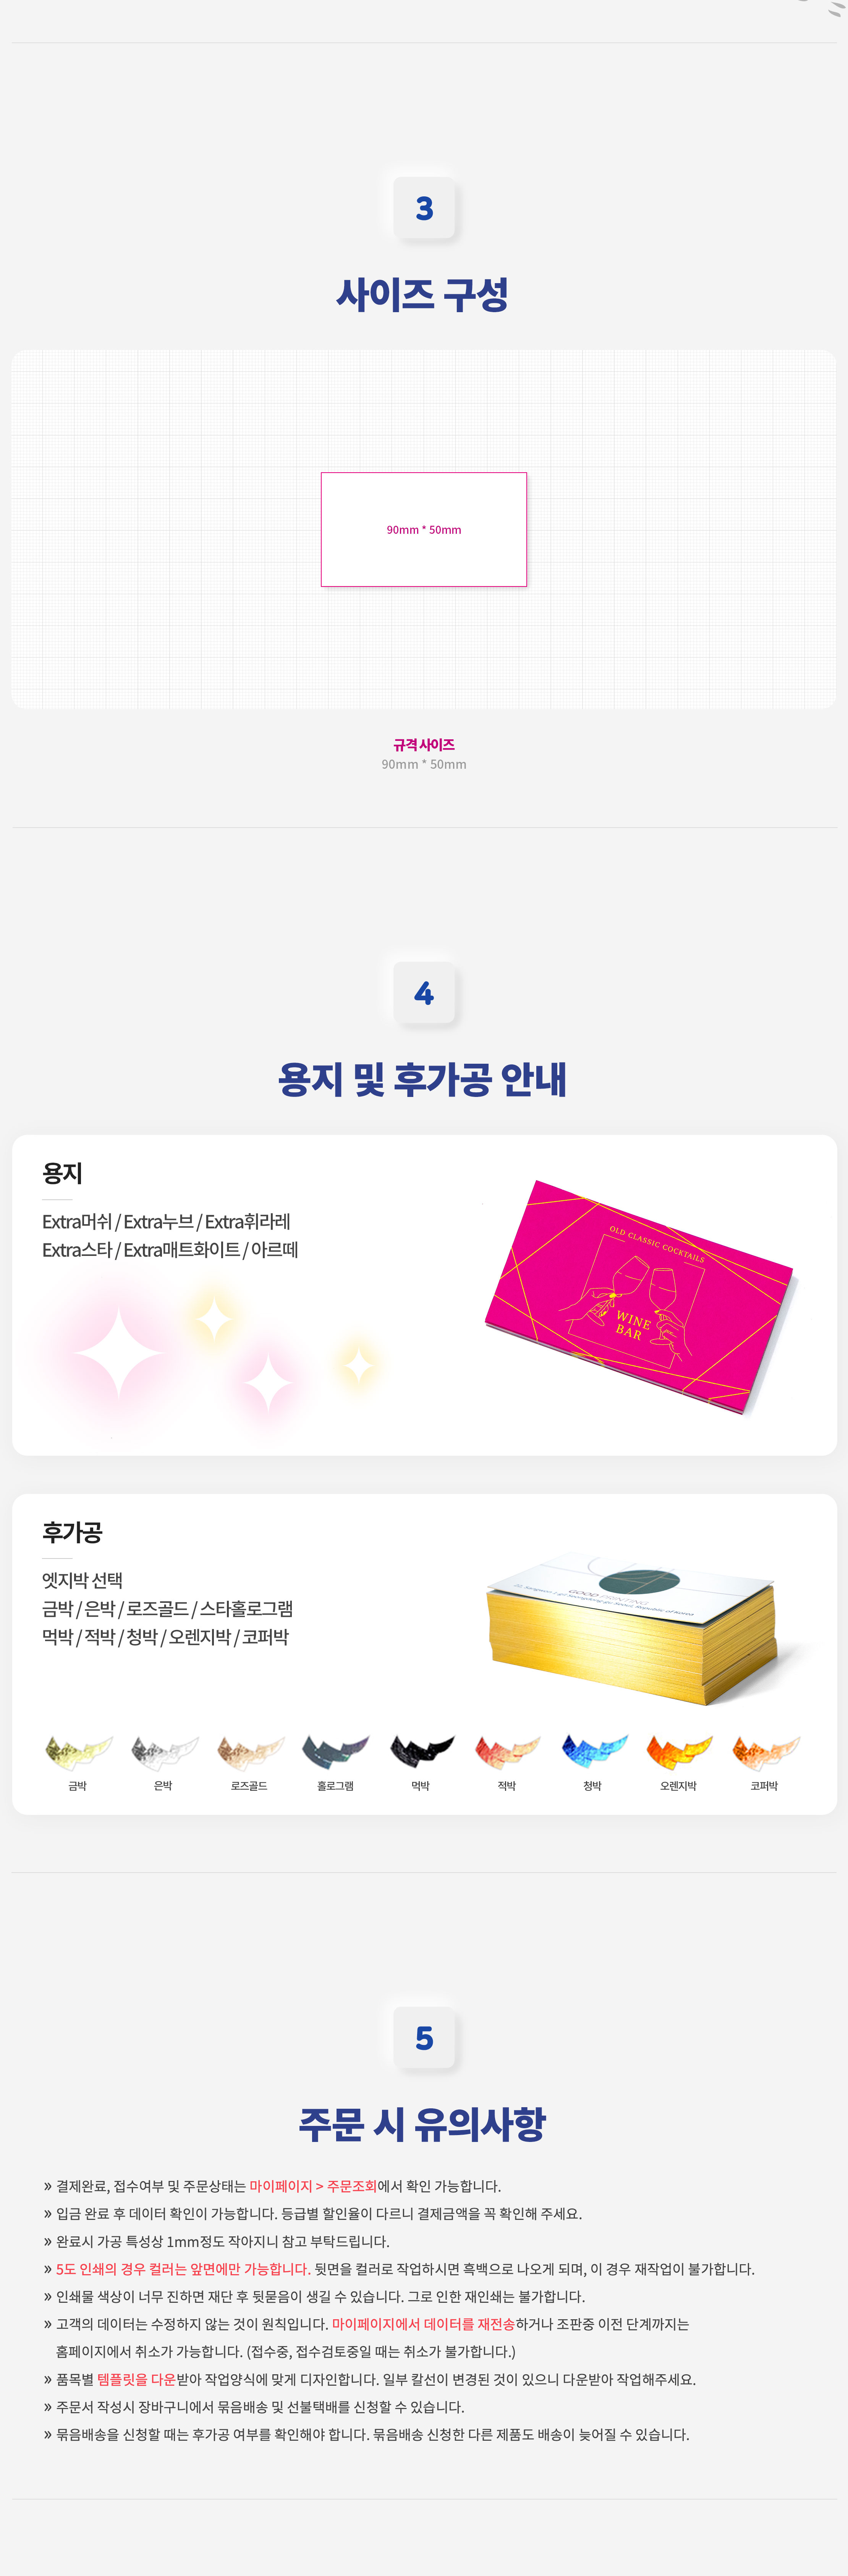 3
사이즈 구성
90mm * 50mm
규격 사이즈
90mm * 50mm
4
용지 및 후가공 안내
용지
Extra머쉬 / Extra누브 / Extra휘라레
Extra스타 / Extra매트화이트 / 아르떼
OLD CLASSIC COCKTAILS
WINE
BAR
후가공
엣지박 선택
금박 / 은박 / 로즈골드 / 스타홀로그램
먹박 / 적박 / 청박 / 오렌지박 / 코퍼박
GOOD PRINTING
금박
은박
로즈골드
홀로그램
먹박
적박
청박
오렌지박
코퍼박
5
주문 시 유의사항
» 결제완료, 접수여부 및 주문상태는 마이페이지 > 주문조회에서 확인 가능합니다.
» 입금 완료 후 데이터 확인이 가능합니다. 등급별 할인율이 다르니 결제금액을 꼭 확인해 주세요.
» 완료시 가공 특성상 1mm정도 작아지니 참고 부탁드립니다.
» 5도 인쇄의 경우 컬러는 앞면에만 가능합니다. 뒷면을 컬러로 작업하시면 흑백으로 나오게 되며, 이 경우 재작업이 불가합니다.
» 인쇄물 색상이 너무 진하면 재단 후 뒷묻음이 생길 수 있습니다. 그로 인한 재인쇄는 불가합니다.
» 고객의 데이터는 수정하지 않는 것이 원칙입니다. 마이페이지에서 데이터를 재전송하거나 조판중 이전 단계까지는
홈페이지에서 취소가 가능합니다. (접수중, 접수검토중일 때는 취소가 불가합니다.)
» 품목별 템플릿을 다운받아 작업양식에 맞게 디자인합니다. 일부 칼선이 변경된 것이 있으니 다운받아 작업해주세요.
» 주문서 작성시 장바구니에서 묶음배송 및 선불택배를 신청할 수 있습니다.
» 묶음배송을 신청할 때는 후가공 여부를 확인해야 합니다. 묶음배송 신청한 다른 제품도 배송이 늦어질 수 있습니다.